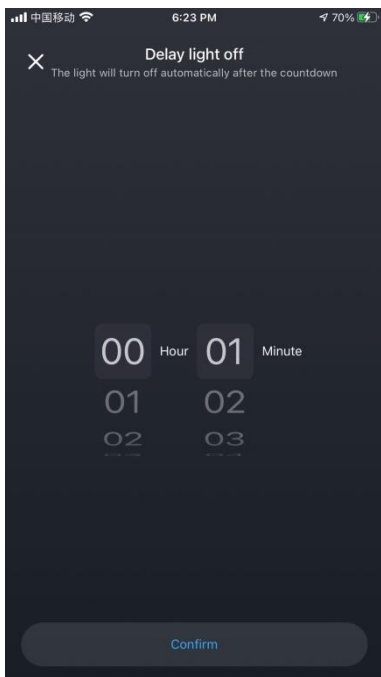 中国移动 6:23 PM 70%
Delay light off
The light will turn off automatically after the countdown
00 Hour 01 Minute
01 02
02 03
Confirm